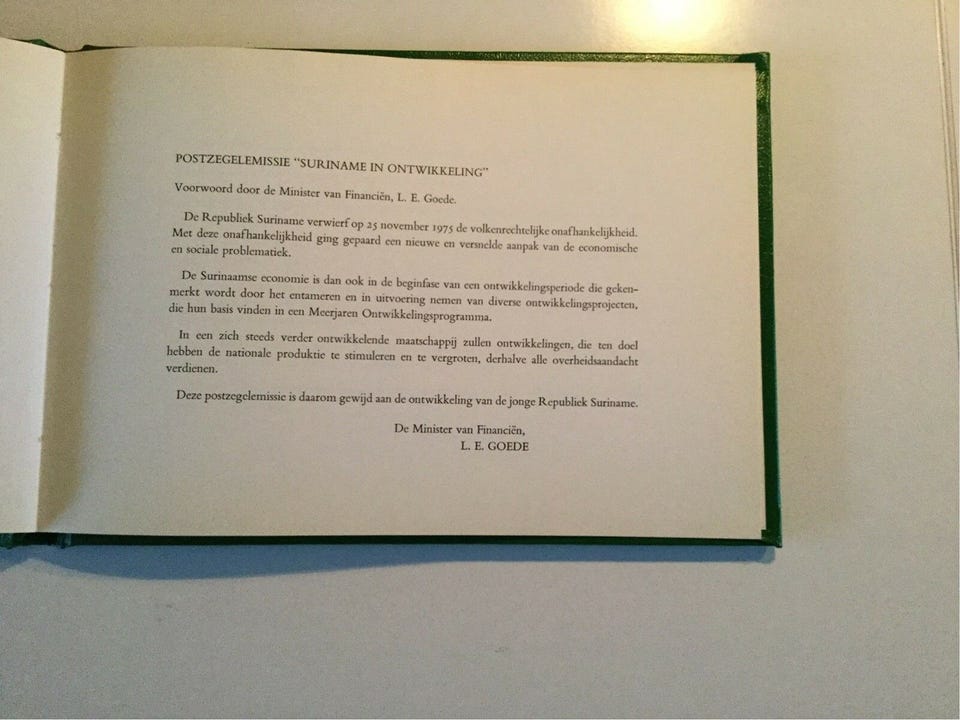 POSTZEGELEMISSIE "SURINAME IN ONTWIKKELING"
Voorwoord door de Minister van Financiën, L. E. Goede.
De Republiek Suriname verwierf op 25 november 1975 de volkenrechtelijke onafhankelijkheid.
Met deze onafhankelijkheid ging gepaard een nieuwe en versnelde aanpak van de economische
en sociale problematiek.
De Surinaamse economie is dan ook in de beginfase van een ontwikkelingsperiode die geken-
merkt wordt door het entameren en in uitvoering nemen van diverse ontwikkelingsprojecten,
die hun basis vinden in een Meerjaren Ontwikkelingsprogramma.
In een zich steeds verder ontwikkelende maatschappij zullen ontwikkelingen, die ten doel
hebben de nationale produktie te stimuleren en te vergroten, derhalve alle overheidsaandacht
verdienen.
Deze postzegelemissie is daarom gewijd aan de ontwikkeling van de jonge Republiek Suriname.
De Minister van Financiën,
L. E. GOEDE